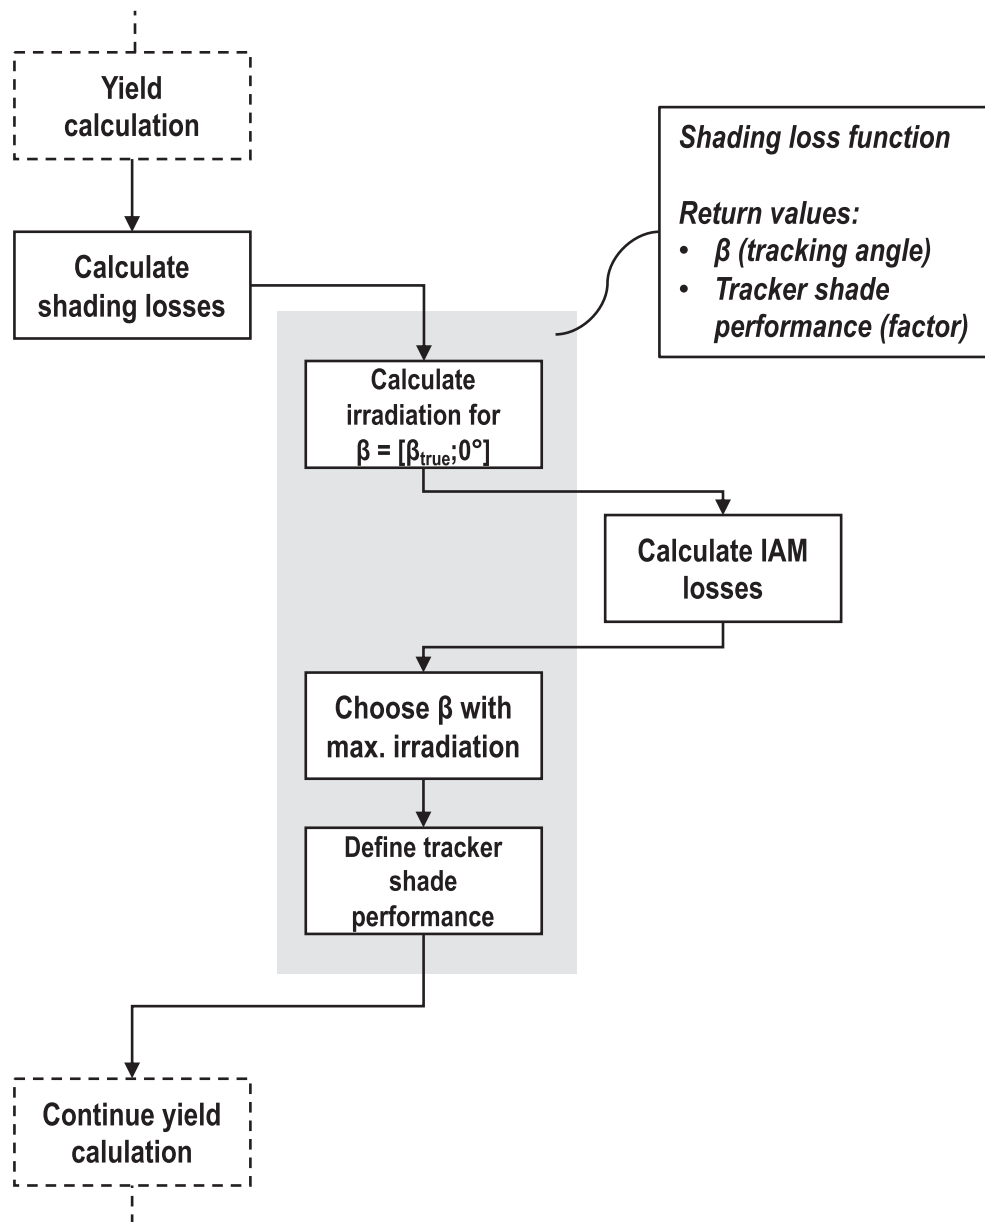 Yield
calculation
Shading loss function
Return values:
• β (tracking angle)
• Tracker shade
performance (factor)
Calculate
shading losses
Calculate
irradiation for
β = [βtrue;0°]
Calculate IAM
losses
Choose β with
max. irradiation
Define tracker
shade
performance
Continue yield
calulation